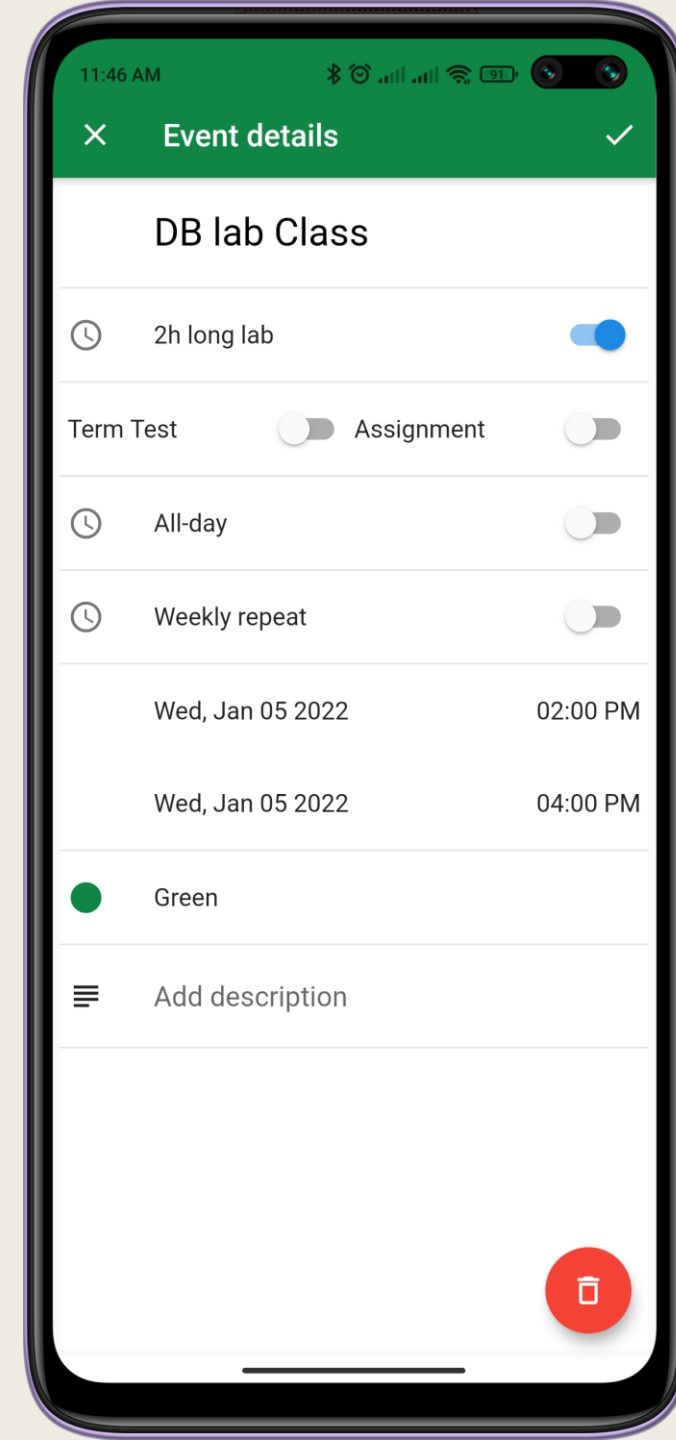 11:46 AM 91
Event details
DB lab Class
2h long lab
Term Test Assignment
All-day
Weekly repeat
Wed, Jan 05 2022 02:00 PM
Wed, Jan 05 2022 04:00 PM
Green
Add description